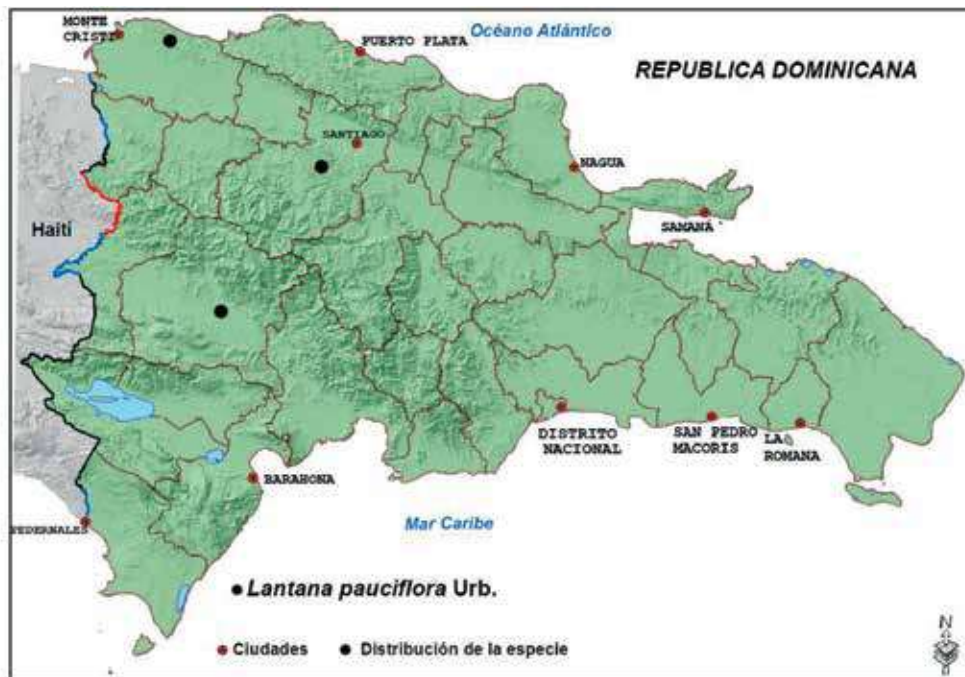 MONTE
CRISTI
PUERTO PLATA
Océano Atlántico
REPUBLICA DOMINICANA
SANTIAGO
NAGUA
SAMANÁ
Haití
DISTRITO
NACIONAL
SAN PEDRO
MACORIS
LA
ROMANA
BARAHONA
PEDERNALES
Mar Caribe
Lantana pauciflora Urb.
Ciudades
Distribución de la especie
N